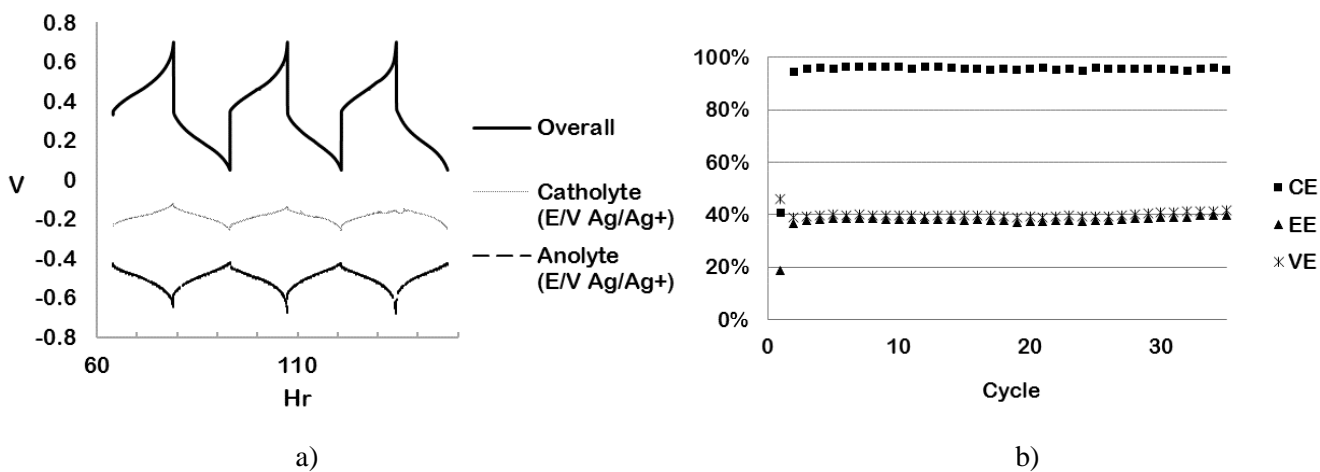 0.8
0.6
0.4
0.2
0
-0.2
-0.4
-0.6
-0.8
V
60
110
Hr
Overall
Catholyte
(E/V Ag/Ag+)
Anolyte
(E/V Ag/Ag+)
a)
100%
80%
60%
40%
20%
0%
0
10
20
30
Cycle
CE
EE
VE
b)